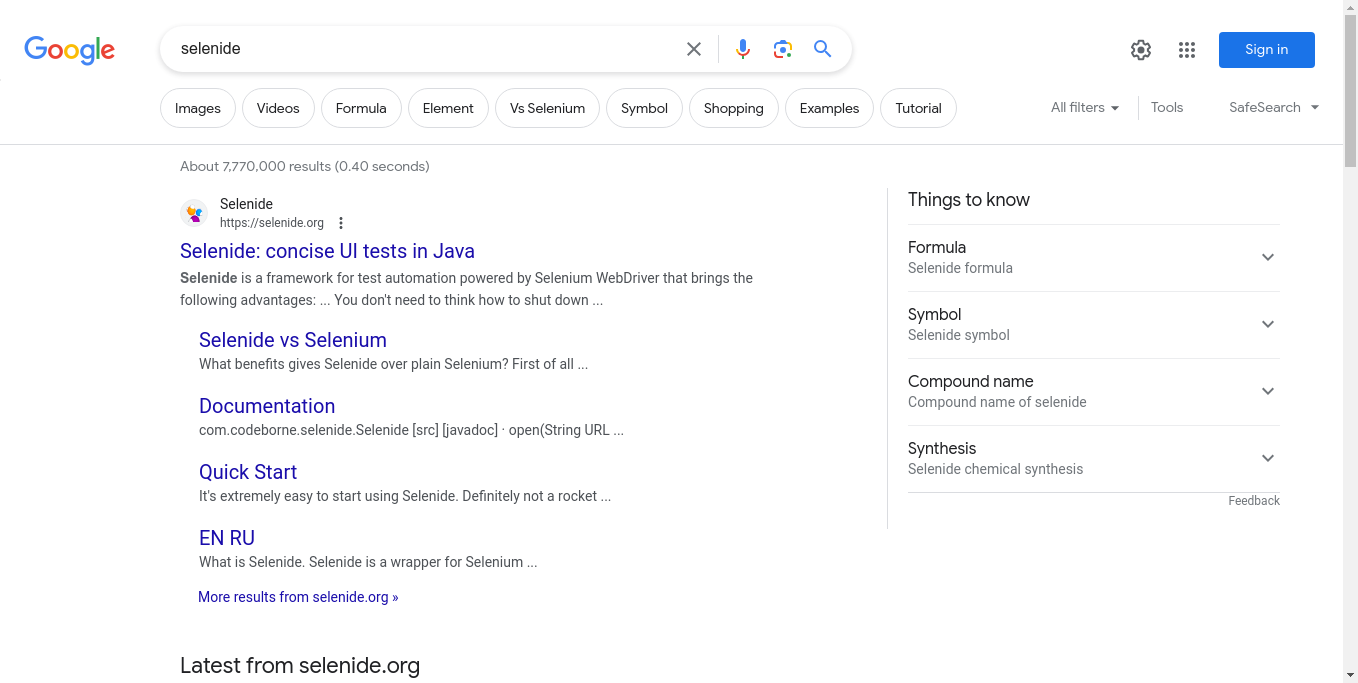 Google
selenide
Sign in
Images
Videos
Formula
Element
Vs Selenium
Symbol
Shopping
Examples
Tutorial
All filters
Tools
SafeSearch
About 7,770,000 results (0.40 seconds)
Selenide
https://selenide.org
Selenide: concise UI tests in Java
Selenide is a framework for test automation powered by Selenium WebDriver that brings the
following advantages: ... You don't need to think how to shut down ...
Selenide vs Selenium
What benefits gives Selenide over plain Selenium? First of all ...
Documentation
com.codeborne.selenide.Selenide [src] [javadoc] · open(String URL ...
Quick Start
It's extremely easy to start using Selenide. Definitely not a rocket ...
EN RU
What is Selenide. Selenide is a wrapper for Selenium ...
More results from selenide.org »
Latest from selenide.org
Things to know
Formula
Selenide formula
Symbol
Selenide symbol
Compound name
Compound name of selenide
Synthesis
Selenide chemical synthesis
Feedback